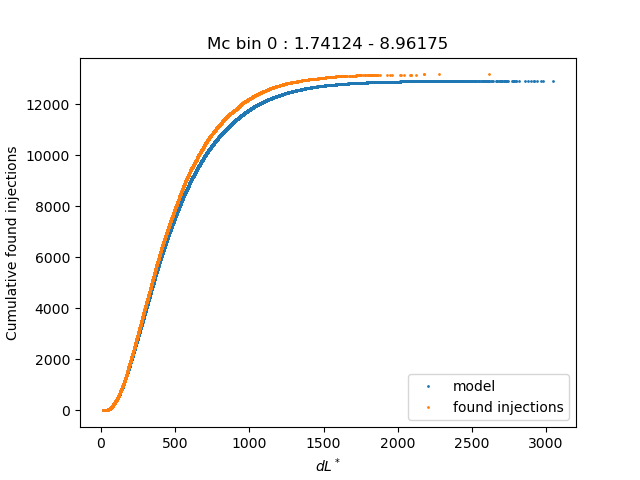 Mc bin 0 : 1.74124 - 8.96175
Cumulative found injections
12000
10000
8000
6000
4000
2000
0
0 500 1000 1500 2000 2500 3000
dL*
model
found injections